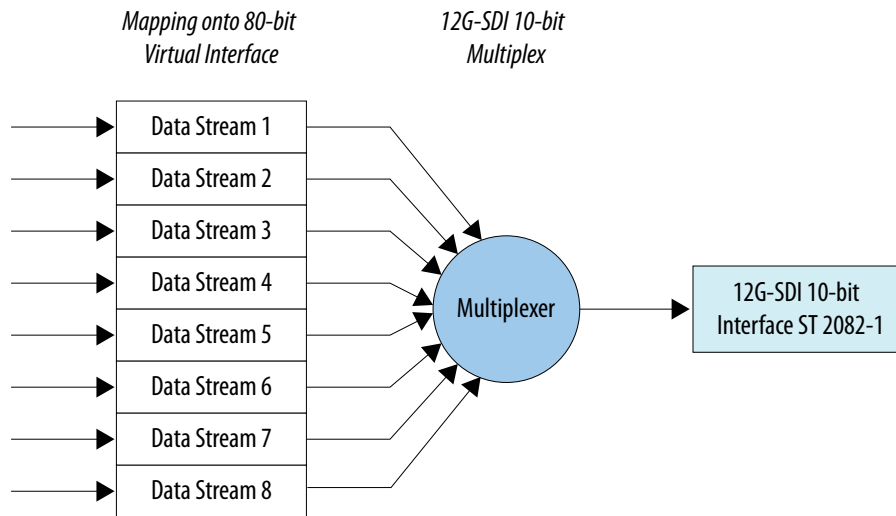 Mapping onto 80-bit
Virtual Interface
12G-SDI 10-bit
Multiplex
Data Stream 1
Data Stream 2
Data Stream 3
Data Stream 4
Data Stream 5
Data Stream 6
Data Stream 7
Data Stream 8
Multiplexer
12G-SDI 10-bit
Interface ST 2082-1